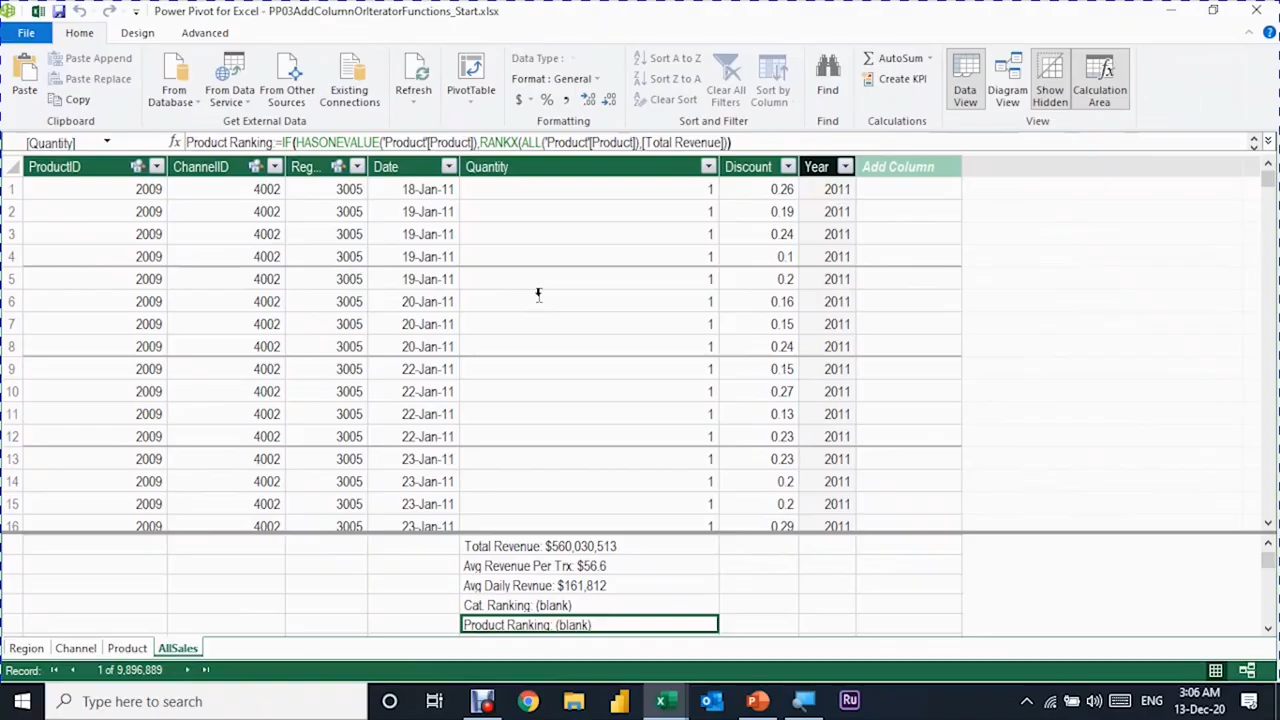 Power Pivot for Excel - PP03AddColumnOrIteratorFunctions_Start.xlsx
File Home Design Advanced
Paste
Paste Append
Paste Replace
Copy
Clipboard
From Database
From Data Service
From Other Sources
Existing Connections
Get External Data
Refresh
PivotTable
Data Type :
Format : General
$ % ,
Formatting
Sort A to Z
Sort Z to A
Clear Sort
Clear All Filters
Sort by Column
Sort and Filter
Find
Find
AutoSum
Create KPI
Calculations
Data View
Diagram View
Show Hidden
Calculation Area
View
[Quantity] fx Product Ranking:=IF(HASONEVALUE('Product'[Product]),RANKX(ALL('Product'[Product]),[Total Revenue]))
ProductID ChannelID Reg... Date Quantity Discount Year Add Column
1 2009 4002 3005 18-Jan-11 1 0.26 2011
2 2009 4002 3005 19-Jan-11 1 0.19 2011
3 2009 4002 3005 19-Jan-11 1 0.24 2011
4 2009 4002 3005 19-Jan-11 1 0.1 2011
5 2009 4002 3005 19-Jan-11 1 0.2 2011
6 2009 4002 3005 20-Jan-11 1 0.16 2011
7 2009 4002 3005 20-Jan-11 1 0.15 2011
8 2009 4002 3005 20-Jan-11 1 0.24 2011
9 2009 4002 3005 22-Jan-11 1 0.15 2011
10 2009 4002 3005 22-Jan-11 1 0.27 2011
11 2009 4002 3005 22-Jan-11 1 0.13 2011
12 2009 4002 3005 22-Jan-11 1 0.23 2011
13 2009 4002 3005 23-Jan-11 1 0.23 2011
14 2009 4002 3005 23-Jan-11 1 0.2 2011
15 2009 4002 3005 23-Jan-11 1 0.2 2011
16 2009 4002 3005 23-Jan-11 1 0.29 2011
Total Revenue: $560,030,513
Avg Revenue Per Trx: $56.6
Avg Daily Revnue: $161,812
Cat. Ranking: (blank)
Product Ranking: (blank)
Region Channel Product AllSales
Record: 1 of 9,896,889
Type here to search
Ru
ENG
3:06 AM
13-Dec-20